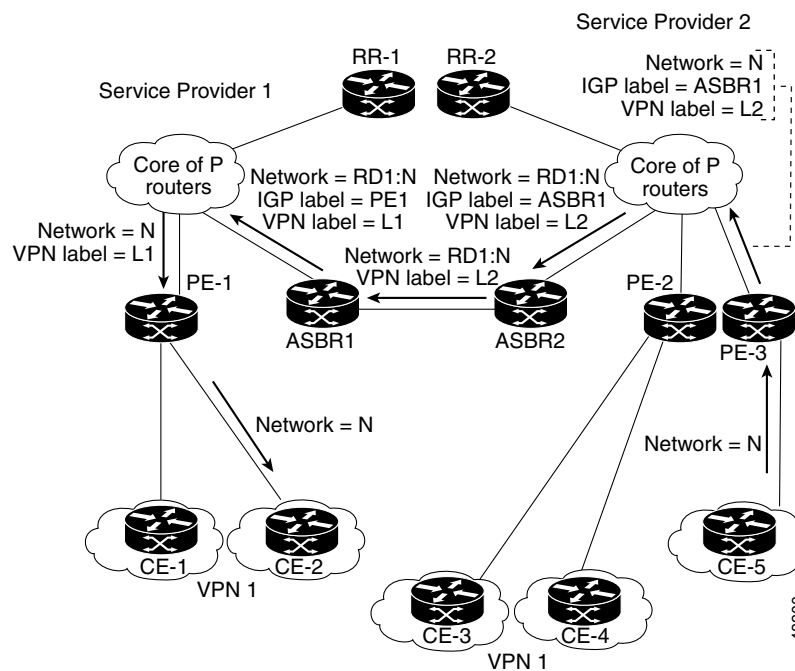 Service Provider 2
RR-1
RR-2
Network = N
IGP label = ASBR1
VPN label = L2
Service Provider 1
Core of P
routers
Core of P
routers
Network = RD1:N
IGP label = PE1
VPN label = L1
Network = RD1:N
IGP label = ASBR1
VPN label = L2
Network = N
VPN label = L1
Network = RD1:N
VPN label = L2
PE-1
ASBR1
ASBR2
PE-2
PE-3
Network = N
Network = N
CE-1
CE-2
VPN 1
CE-5
CE-3
CE-4
VPN 1